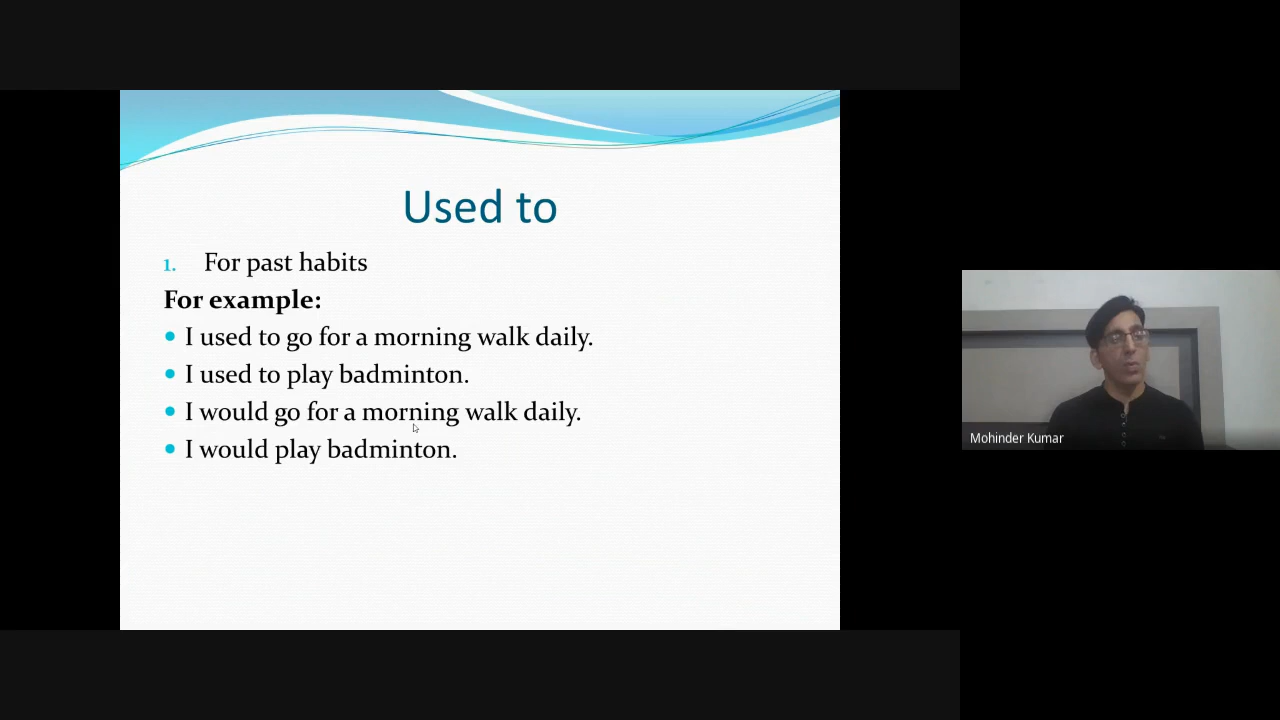 Used to
1. For past habits
For example:
• I used to go for a morning walk daily.
• I used to play badminton.
• I would go for a morning walk daily.
• I would play badminton.
Mohinder Kumar